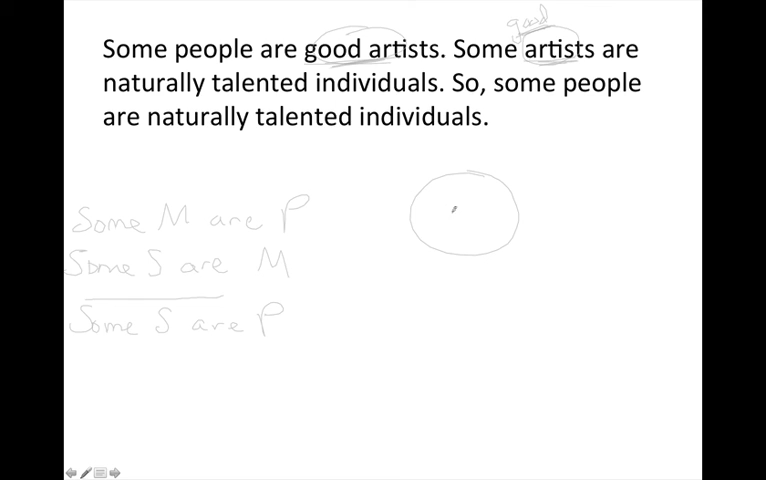 good
Some people are good artists. Some artists are
naturally talented individuals. So, some people
are naturally talented individuals.
Some M are P
Some S are M
Some S are P